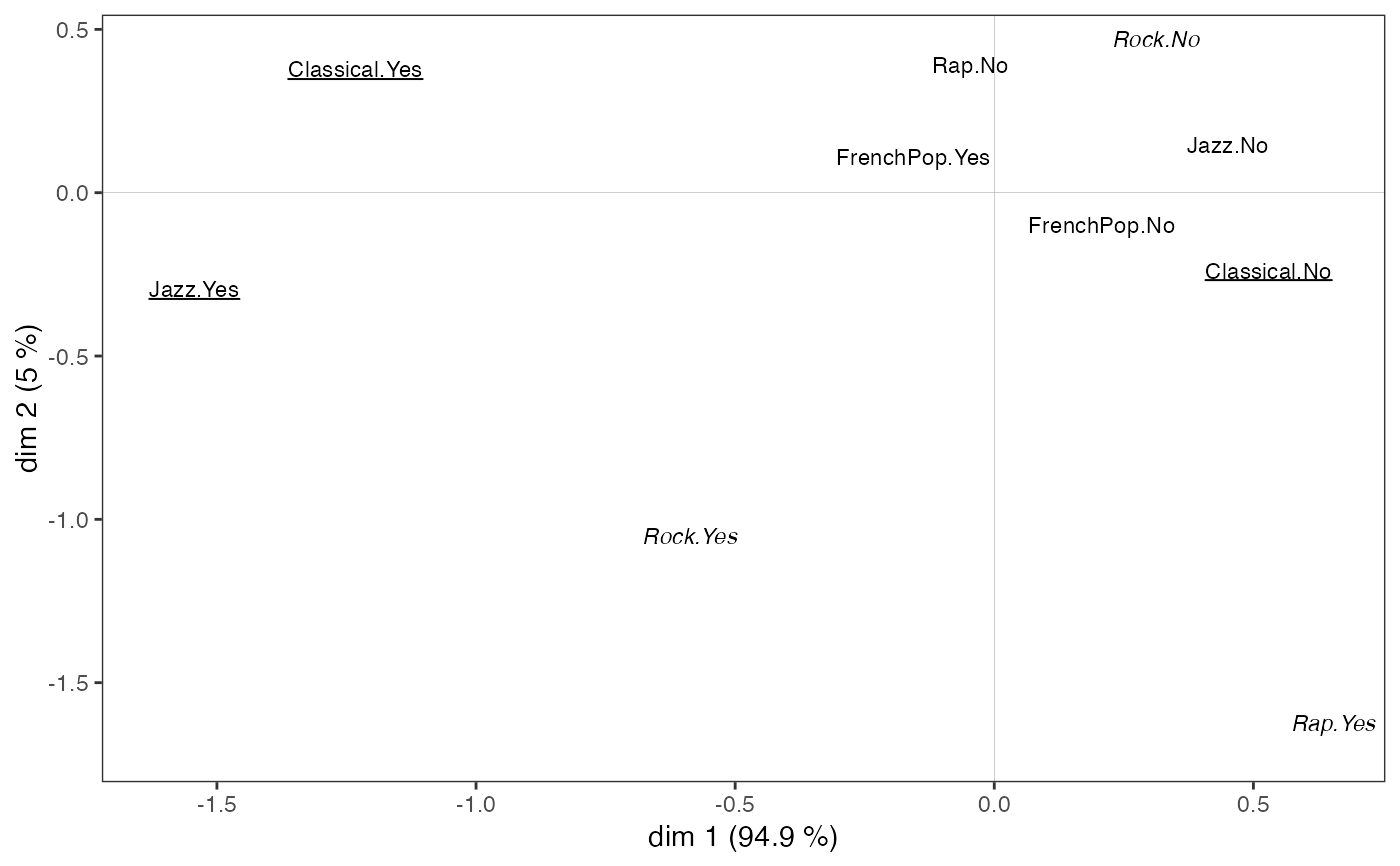 0.5
Rock.No
Rap.No
Classical.Yes
Jazz.No
FrenchPop.Yes
0.0
FrenchPop.No
Classical.No
Jazz.Yes
-0.5
dim 2 (5 %)
-1.0
Rock.Yes
-1.5
Rap.Yes
-1.5 -1.0 -0.5 0.0 0.5
dim 1 (94.9 %)